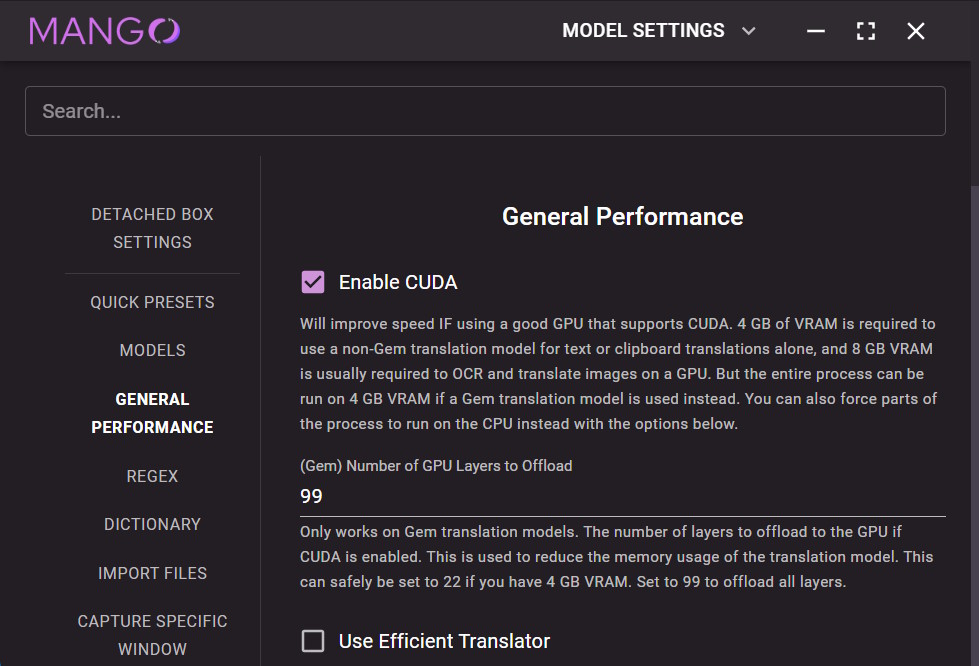 MANGO
MODEL SETTINGS
Search...
DETACHED BOX
SETTINGS
QUICK PRESETS
MODELS
GENERAL
PERFORMANCE
REGEX
DICTIONARY
IMPORT FILES
CAPTURE SPECIFIC
WINDOW
General Performance
Enable CUDA
Will improve speed IF using a good GPU that supports CUDA. 4 GB of VRAM is required to
use a non-Gem translation model for text or clipboard translations alone, and 8 GB VRAM
is usually required to OCR and translate images on a GPU. But the entire process can be
run on 4 GB VRAM if a Gem translation model is used instead. You can also force parts of
the process to run on the CPU instead with the options below.
(Gem) Number of GPU Layers to Offload
99
Only works on Gem translation models. The number of layers to offload to the GPU if
CUDA is enabled. This is used to reduce the memory usage of the translation model. This
can safely be set to 22 if you have 4 GB VRAM. Set to 99 to offload all layers.
Use Efficient Translator